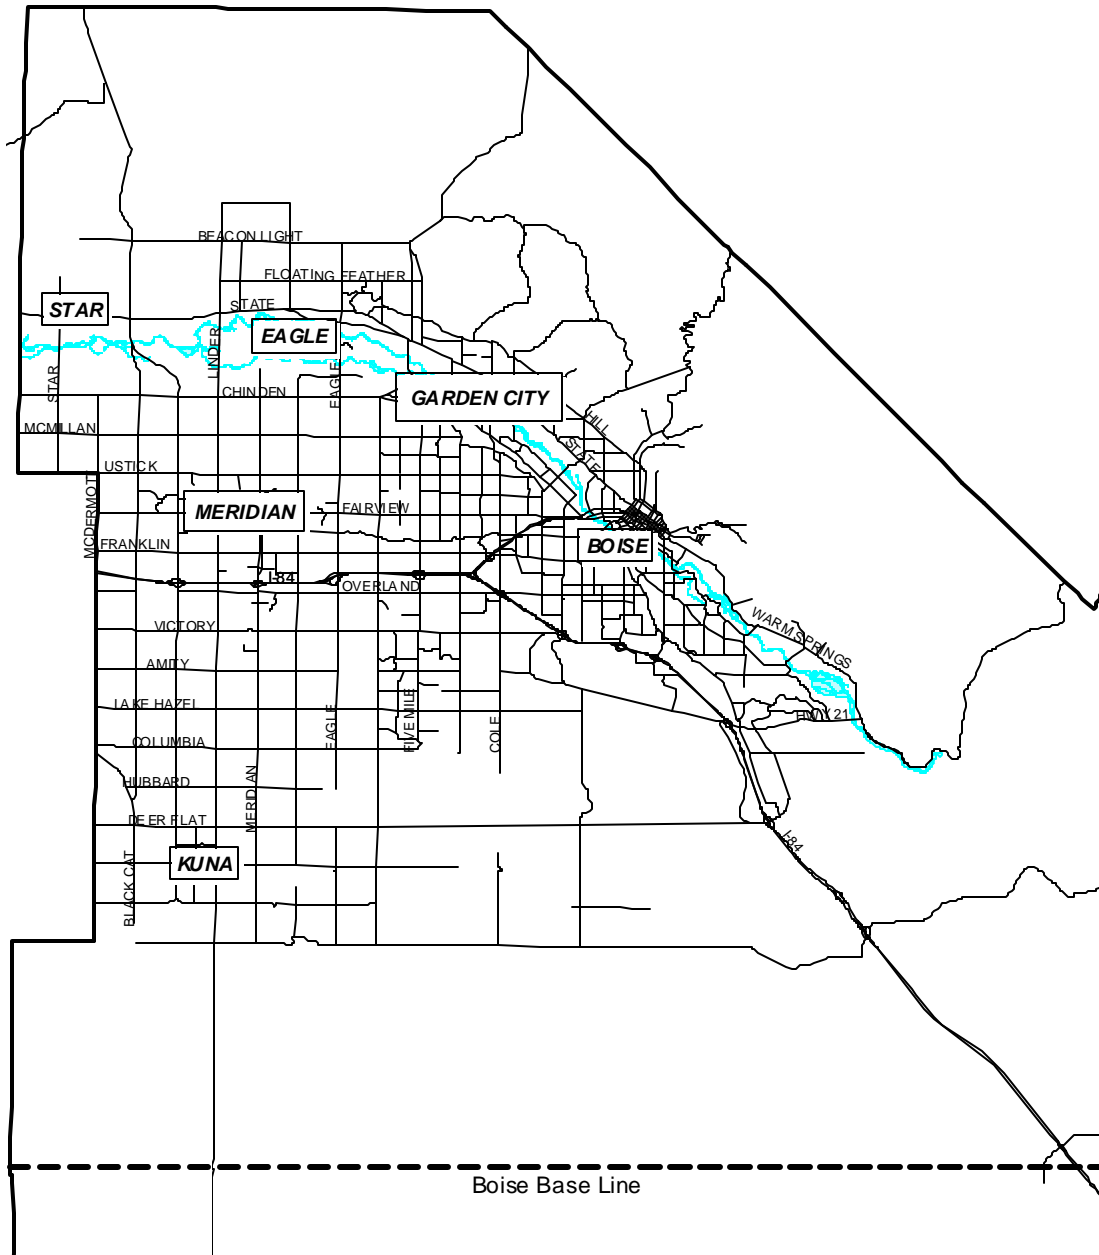 BEACON LIGHT
FLOATING FEATHER
STAR
STATE
EAGLE
LINDER
STAR
EAGLE
CHINDEN
GARDEN CITY
HILL
MCMILLAN
STATE
USTICK
MCDERMOTT
MERIDIAN
FAIRVIEW
FRANKLIN
BOISE
I-84
OVERLAND
VICTORY
WARM SPRINGS
AMITY
LAKE HAZEL
EAGLE
FIVE MILE
COLE
HWY 21
COLUMBIA
HUBBARD
MERIDIAN
DEER FLAT
I-84
KUNA
BLACK CAT
Boise Base Line